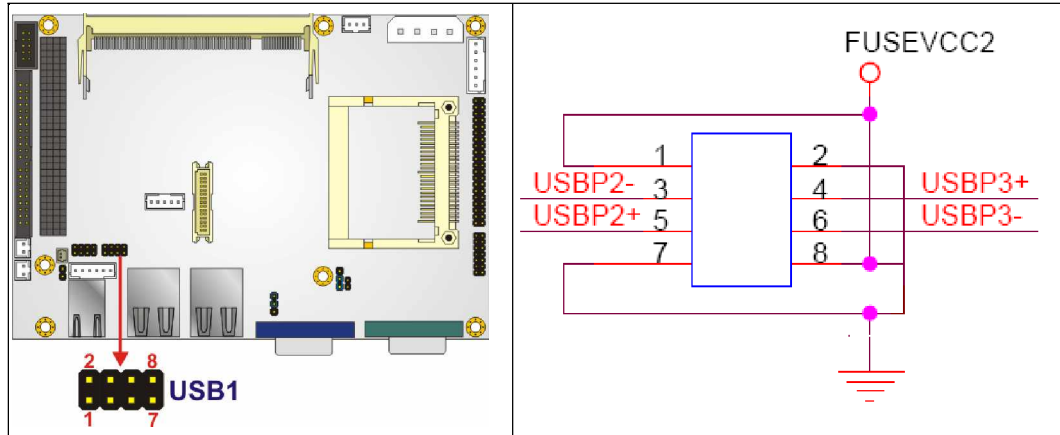 2 8
USB1
1 7
FUSEVCC2
1 2
USBP2- 3 4 USBP3+
USBP2+ 5 6 USBP3-
7 8